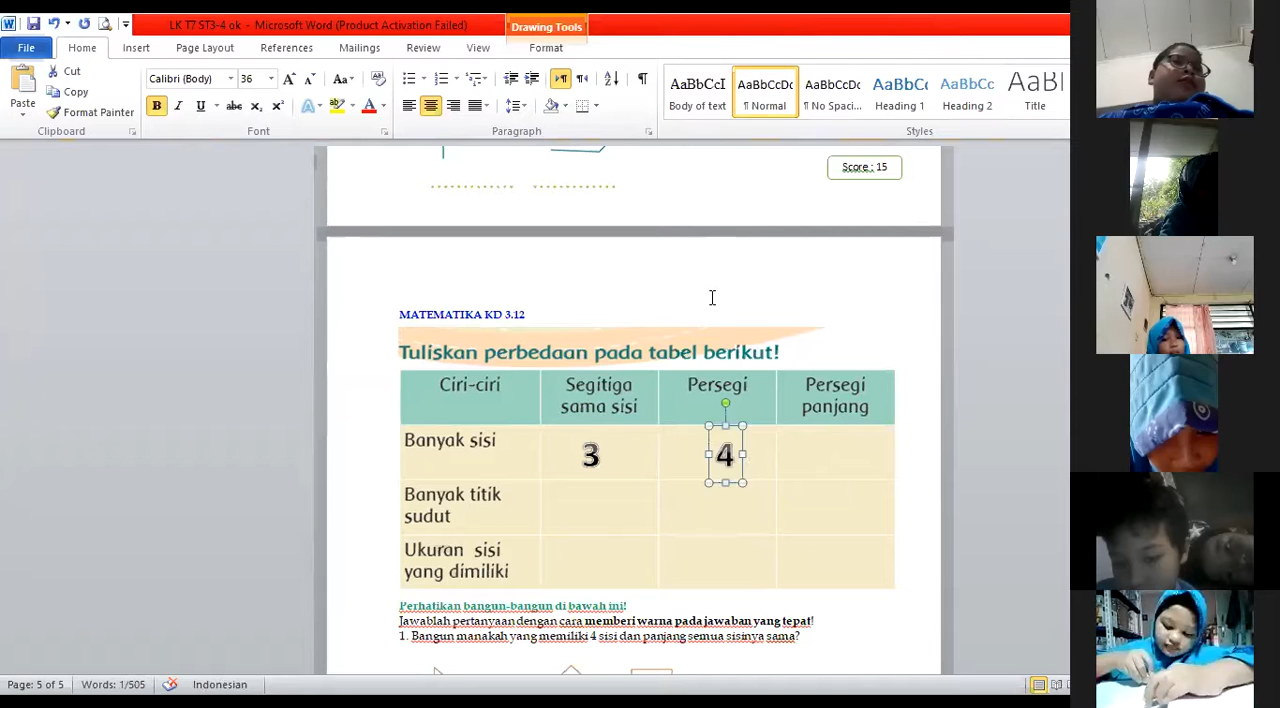 LK T7 ST3-4 ok - Microsoft Word (Product Activation Failed)
Drawing Tools
File Home Insert Page Layout References Mailings Review View Format
Paste
Cut
Copy
Format Painter
Clipboard
Calibri (Body) 36
Font
Paragraph
AaBbCcI AaBbCcDc AaBbCcDc AaBbC AaBbCc AaBl
Body of text ¶ Normal ¶ No Spaci... Heading 1 Heading 2 Title
Styles
Score : 15
MATEMATIKA KD 3.12
Tuliskan perbedaan pada tabel berikut!
Ciri-ciri Segitiga sama sisi Persegi Persegi panjang
Banyak sisi 3 4
Banyak titik sudut
Ukuran sisi yang dimiliki
Perhatikan bangun-bangun di bawah ini!
Jawablah pertanyaan dengan cara memberi warna pada jawaban yang tepat!
1. Bangun manakah yang memiliki 4 sisi dan panjang semua sisinya sama?
Page: 5 of 5 Words: 1/505 Indonesian